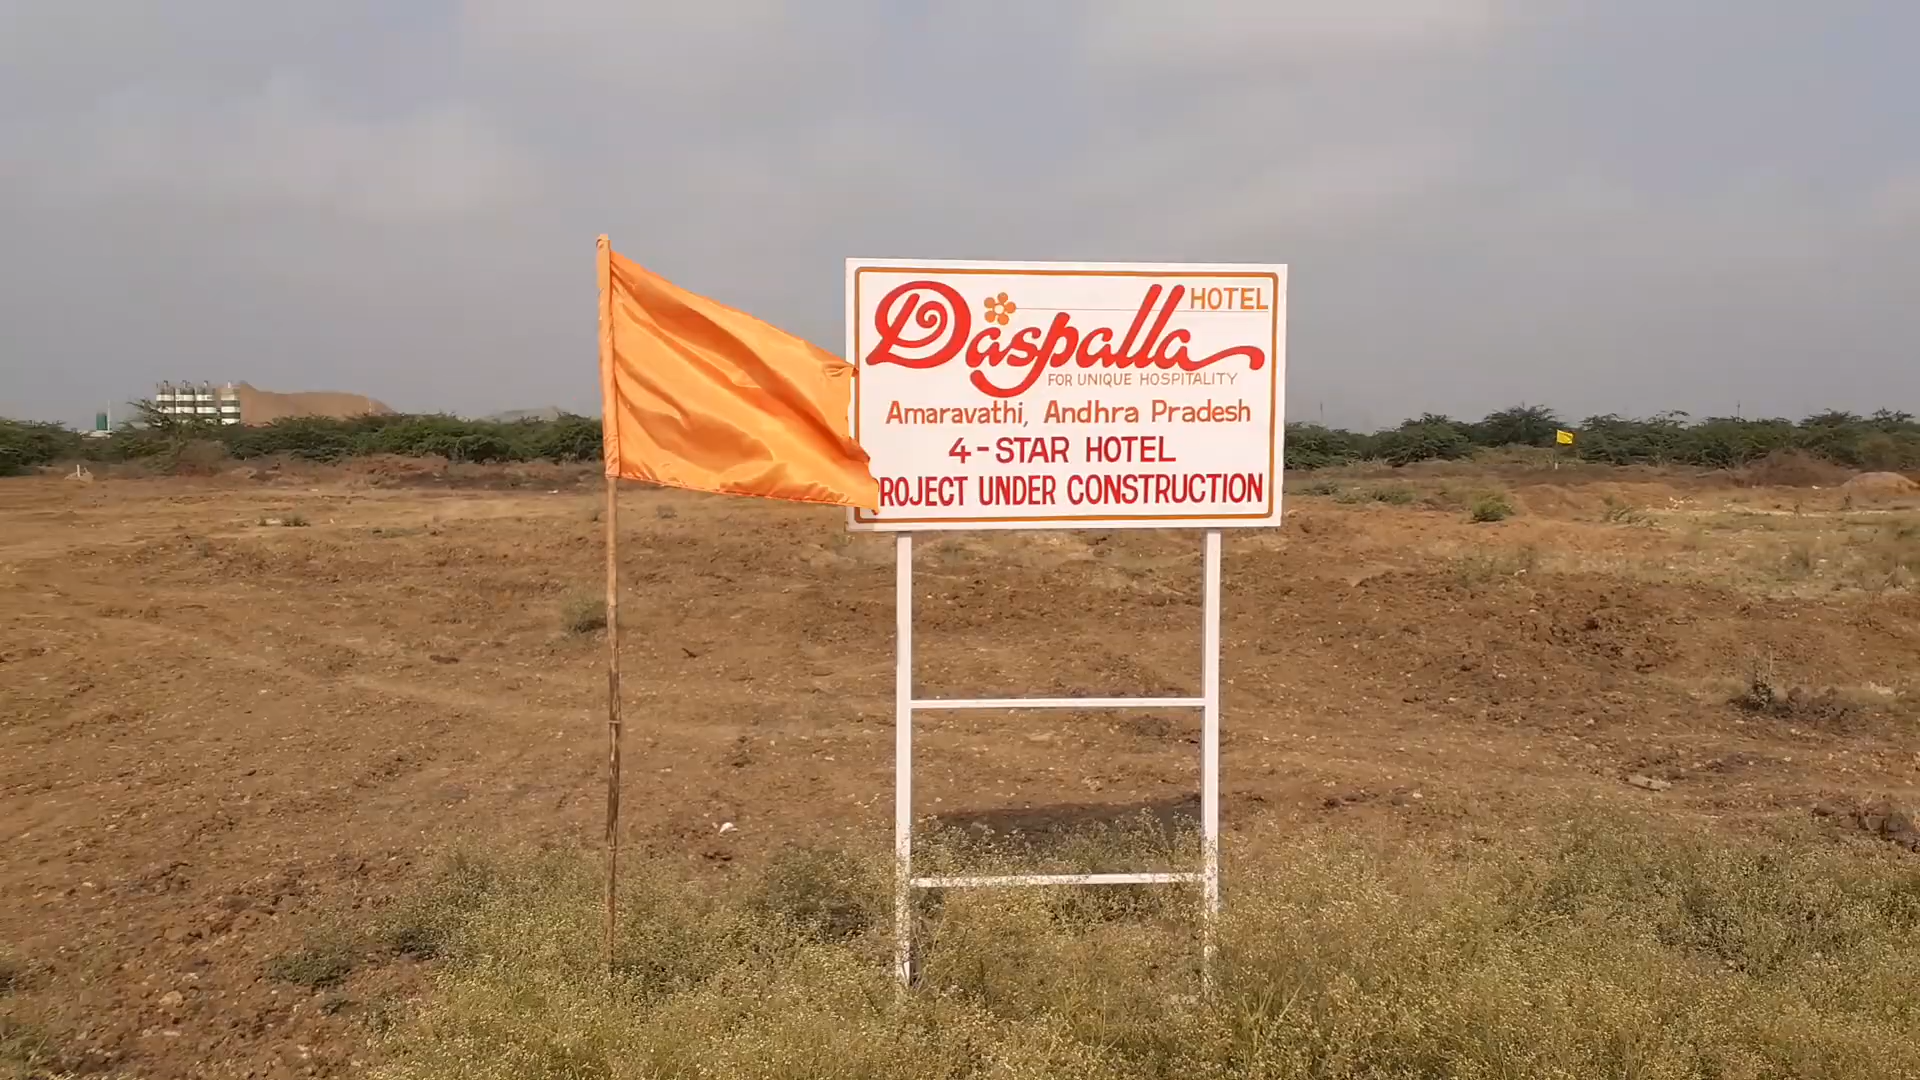 HOTEL
Daspalla
FOR UNIQUE HOSPITALITY
Amaravathi, Andhra Pradesh
4-STAR HOTEL
ROJECT UNDER CONSTRUCTION